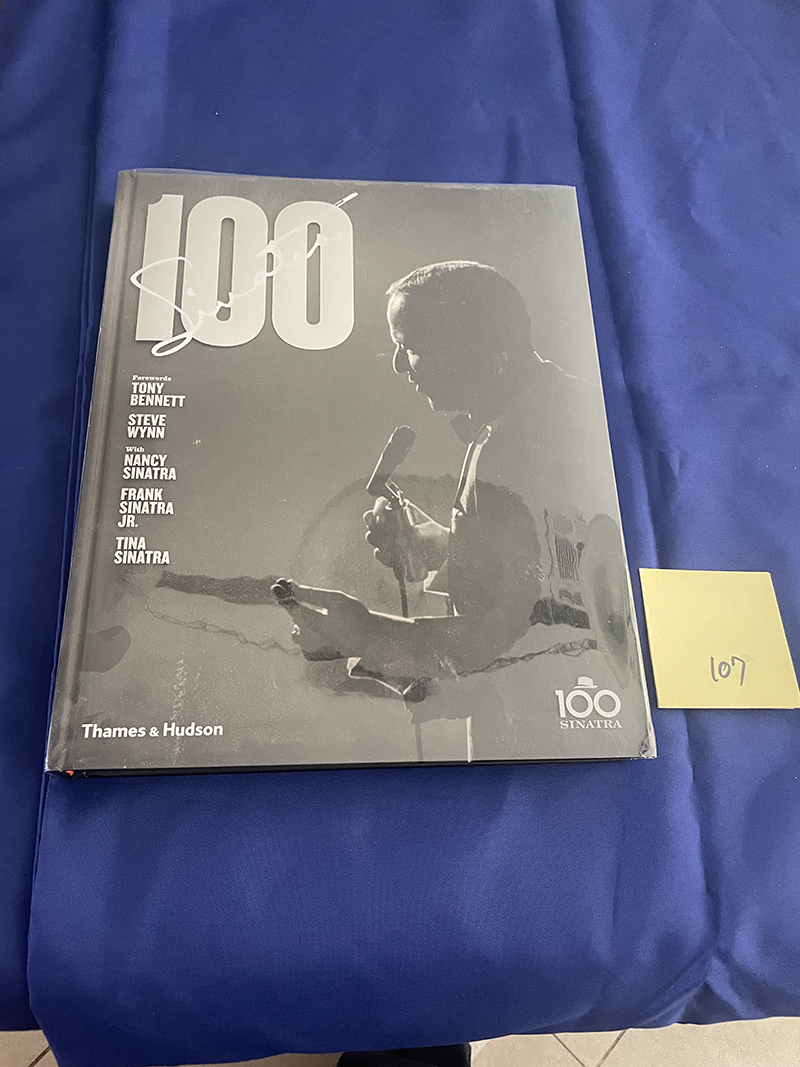 100
Sinatra
Forewords
TONY
BENNETT
STEVE
WYNN
With
NANCY
SINATRA
FRANK
SINATRA
JR.
TINA
SINATRA
Thames & Hudson
100
SINATRA
107